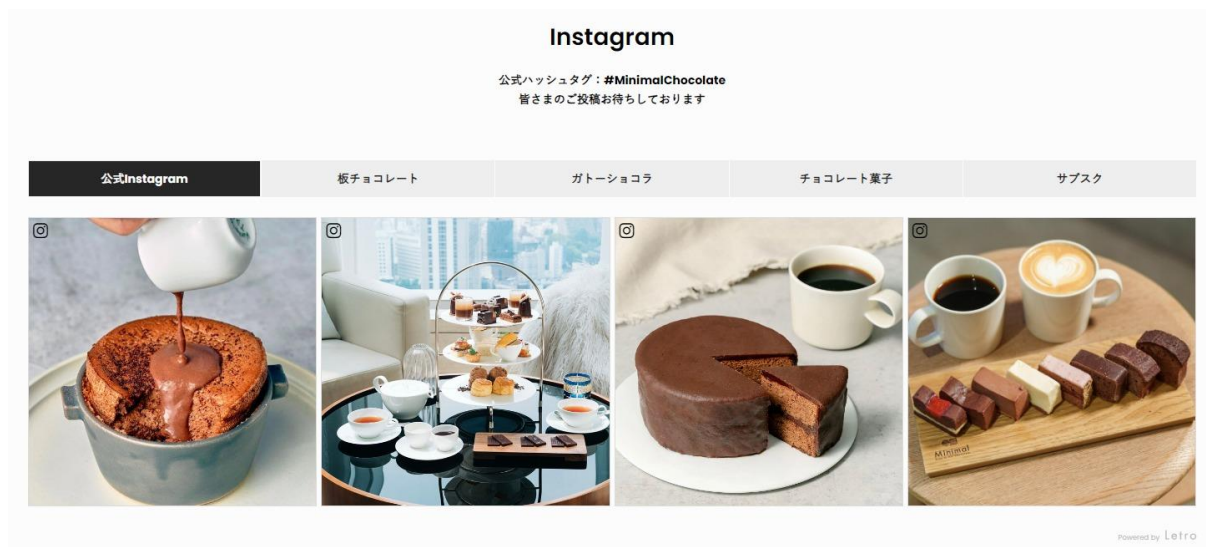 Instagram
公式ハッシュタグ：#MinimalChocolate
皆さまのご投稿お待ちしております
公式Instagram
板チョコレート
ガトーショコラ
チョコレート菓子
サブスク
Minimal
Powered by Letro